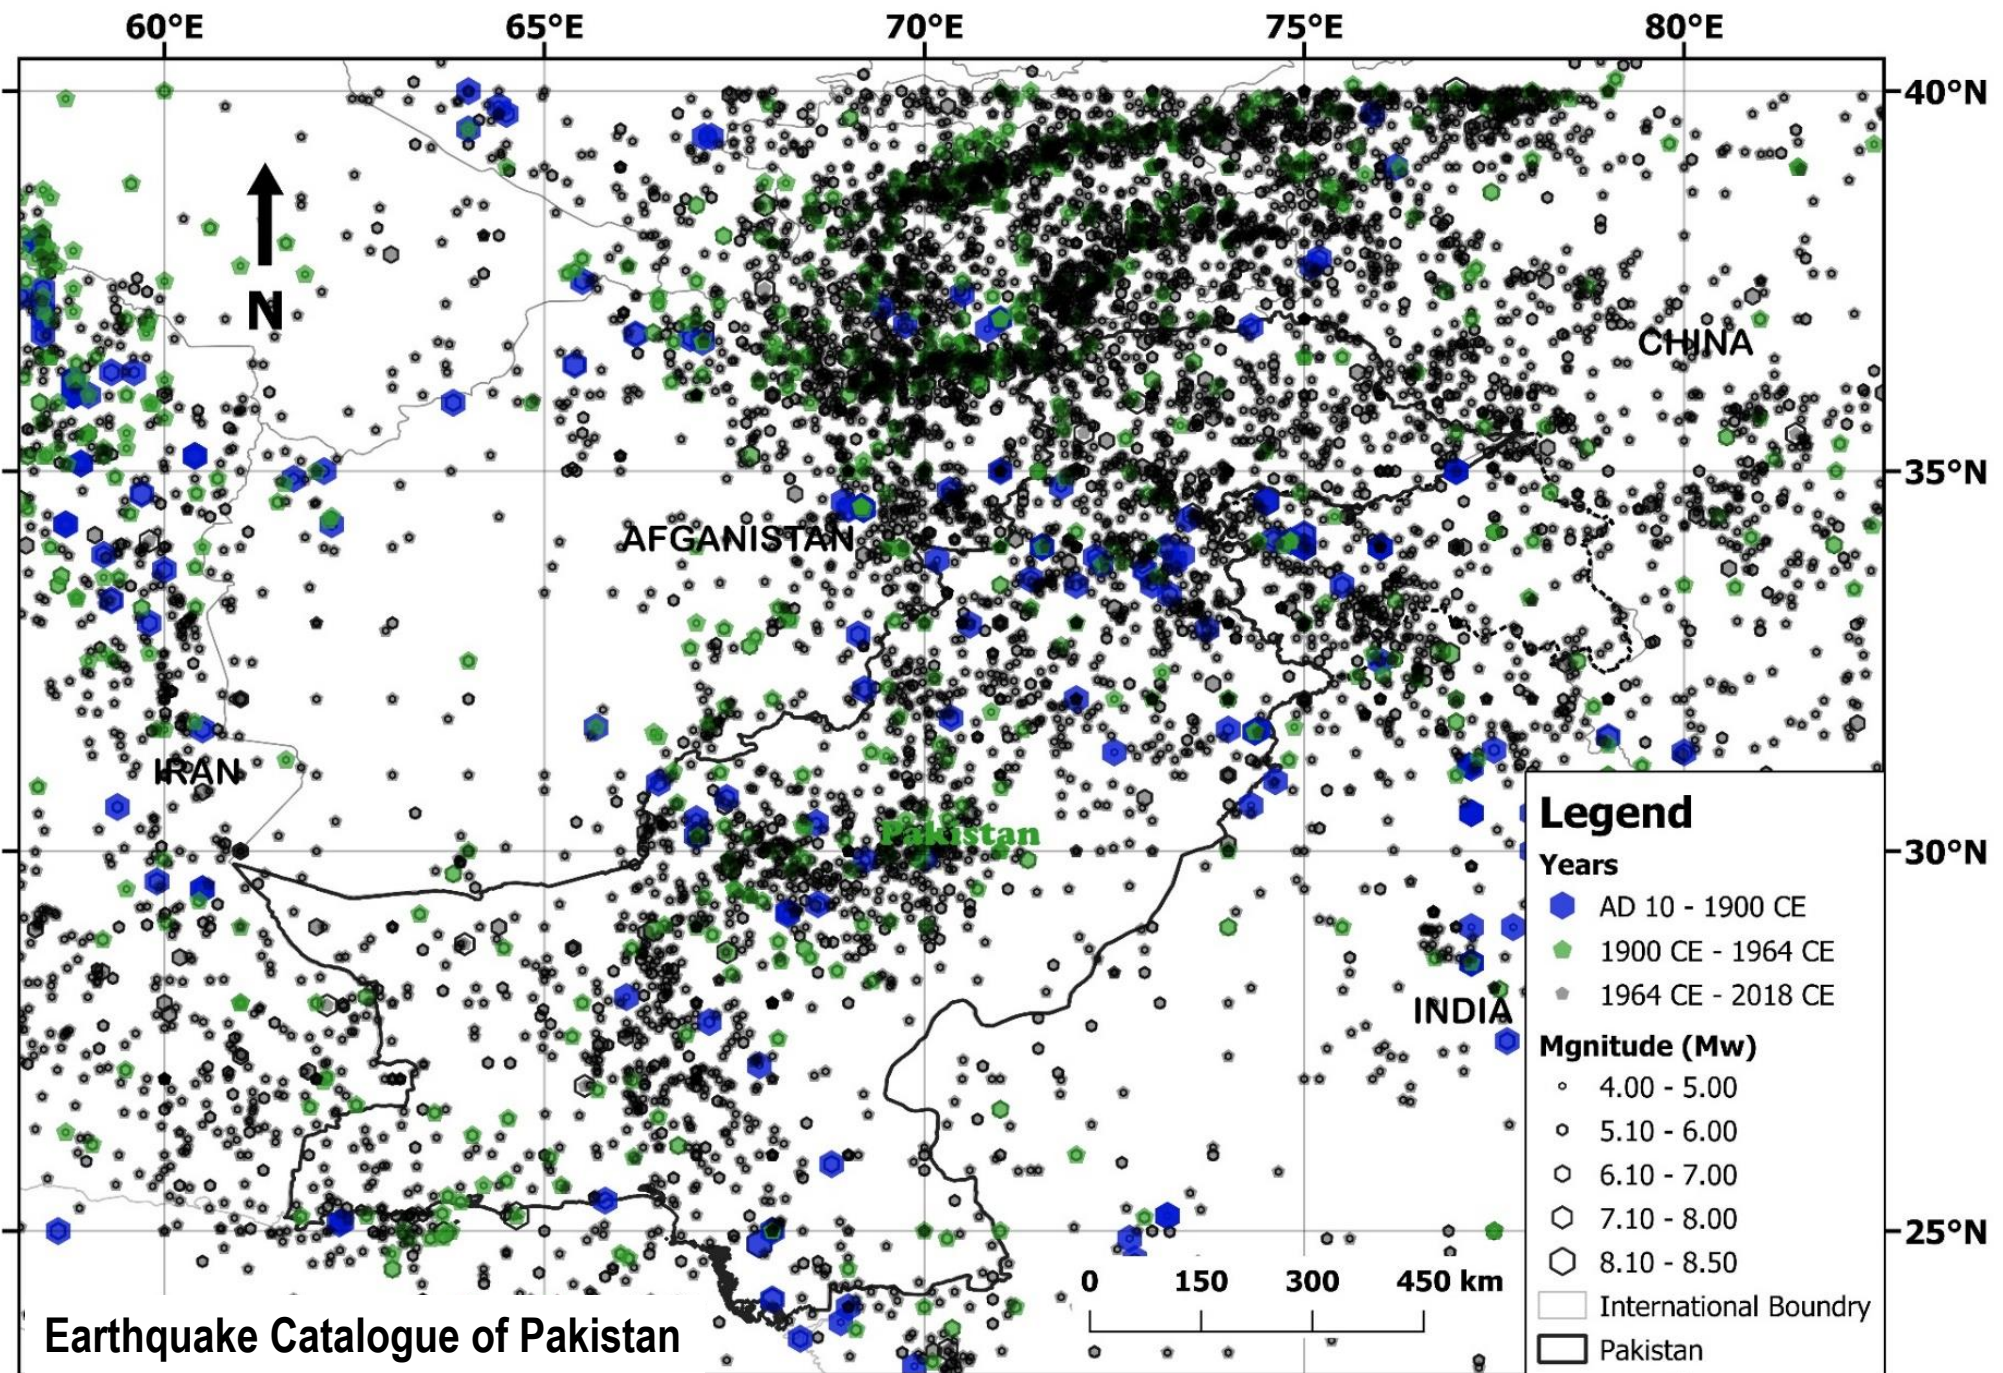 60°E 65°E 70°E 75°E 80°E
40°N
N
CHINA
35°N
AFGANISTAN
IRAN
Pakistan
30°N
INDIA
25°N
Legend
Years
AD 10 - 1900 CE
1900 CE - 1964 CE
1964 CE - 2018 CE
Mgnitude (Mw)
4.00 - 5.00
5.10 - 6.00
6.10 - 7.00
7.10 - 8.00
8.10 - 8.50
International Boundry
Pakistan
0 150 300 450 km
Earthquake Catalogue of Pakistan